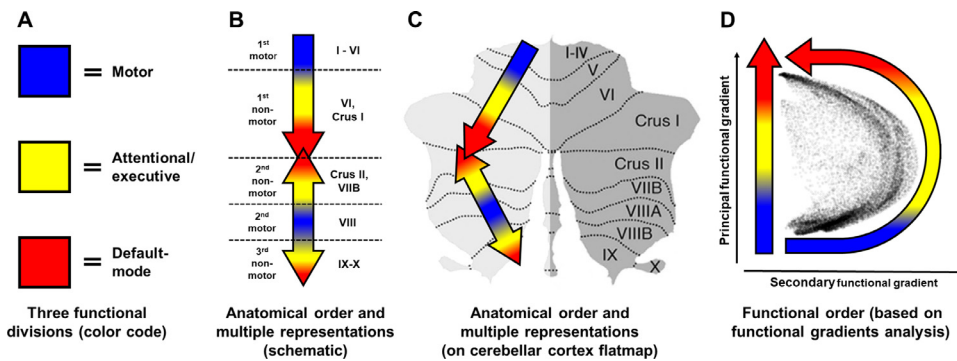 A
= Motor
= Attentional/
executive
= Default-
mode
Three functional
divisions (color code)
B
1st
motor
I - VI
1st
non-
motor
VI,
Crus I
2nd
non-
motor
Crus II,
VIIB
2nd
motor
VIII
3rd
non-
motor
IX-X
Anatomical order and
multiple representations
(schematic)
C
I-IV
V
VI
Crus I
Crus II
VIIB
VIIIA
VIIIB
IX
X
Anatomical order and
multiple representations
(on cerebellar cortex flatmap)
D
Principal functional gradient
Secondary functional gradient
Functional order (based on
functional gradients analysis)